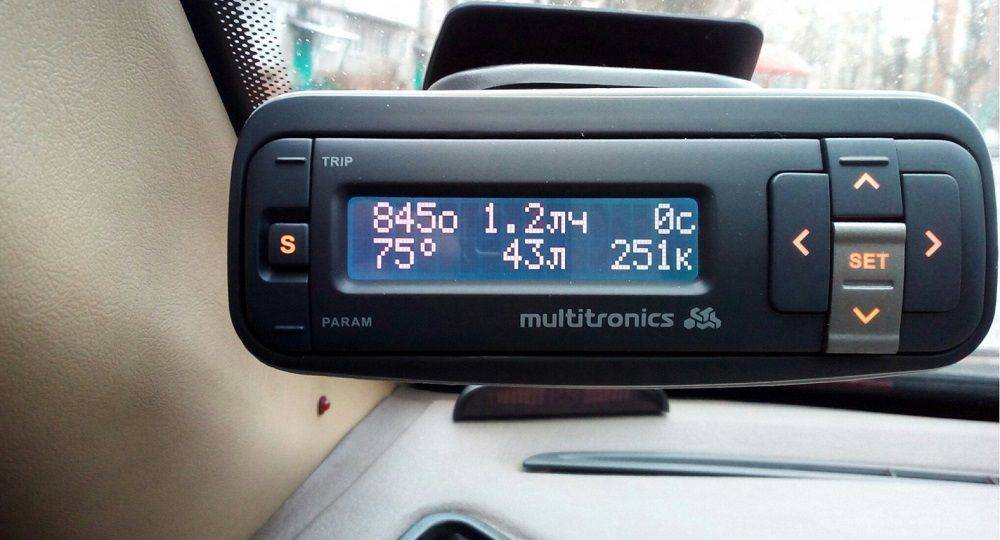 TRIP
845о 1.2лч 0с
75° 43л 251к
S
SET
PARAM
multitronics